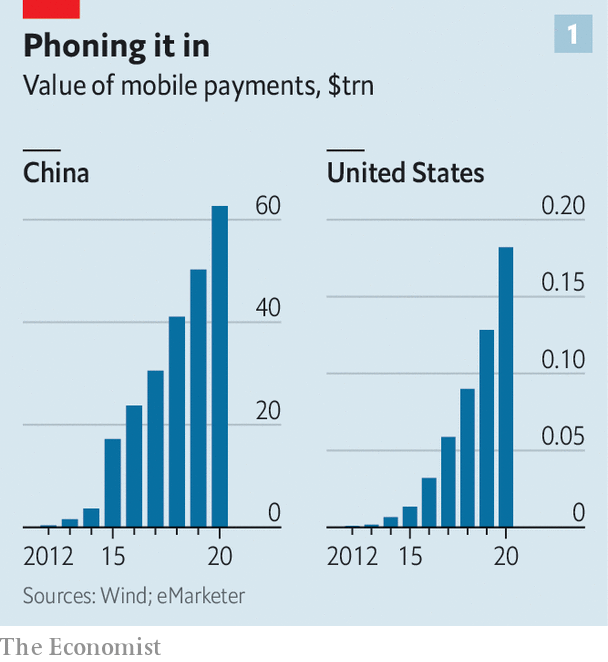 Phoning it in
1
Value of mobile payments, $trn
China
60
40
20
0
2012 15 20
United States
0.20
0.15
0.10
0.05
0
2012 15 20
Sources: Wind; eMarketer
The Economist